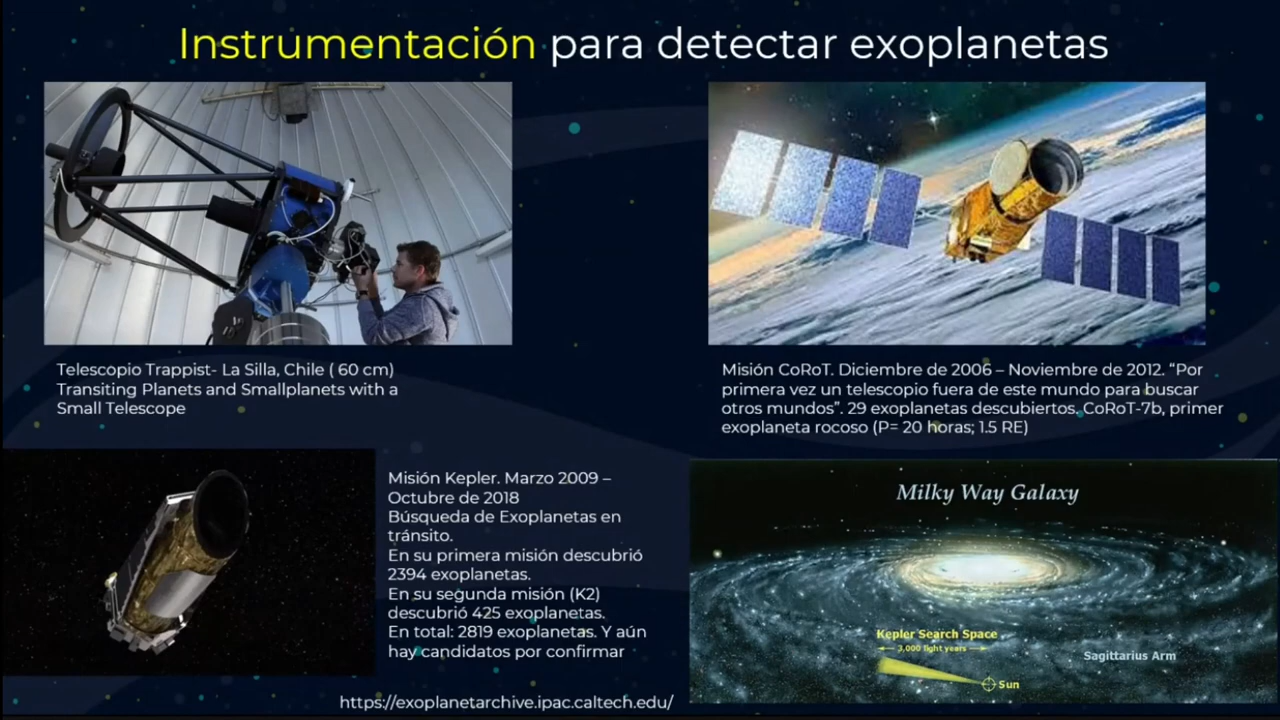 Instrumentación para detectar exoplanetas
Telescopio Trappist- La Silla, Chile ( 60 cm)
Transiting Planets and Smallplanets with a
Small Telescope
Misión CoRoT. Diciembre de 2006 – Noviembre de 2012. “Por
primera vez un telescopio fuera de este mundo para buscar
otros mundos”. 29 exoplanetas descubiertos. CoRoT-7b, primer
exoplaneta rocoso (P= 20 horas; 1.5 RE)
Misión Kepler. Marzo 2009 –
Octubre de 2018
Búsqueda de Exoplanetas en
tránsito.
En su primera misión descubrió
2394 exoplanetas.
En su segunda misión (K2)
descubrió 425 exoplanetas.
En total: 2819 exoplanetas. Y aún
hay candidatos por confirmar
Milky Way Galaxy
Kepler Search Space
3,000 light years
Sagittarius Arm
Sun
https://exoplanetarchive.ipac.caltech.edu/